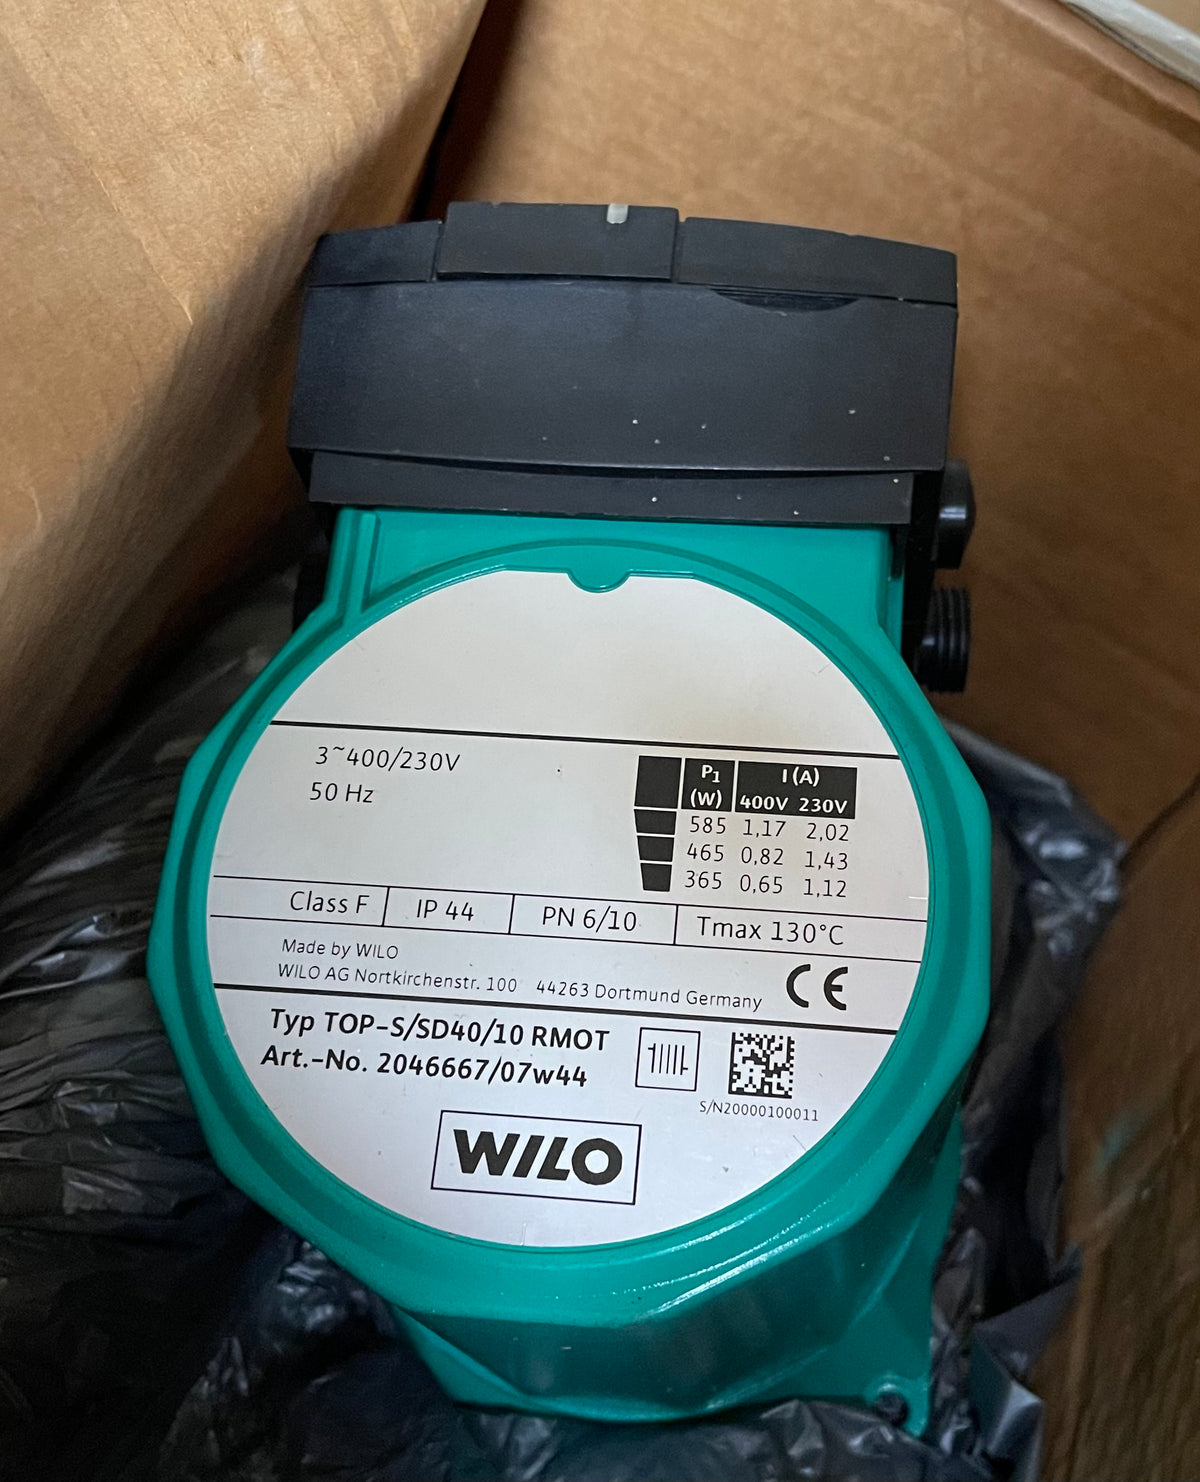 3~400/230V
50 Hz
P1 I (A)
(W) 400V 230V
585 1,17 2,02
465 0,82 1,43
365 0,65 1,12
Class F IP 44 PN 6/10 Tmax 130°C
Made by WILO
WILO AG Nortkirchenstr. 100 44263 Dortmund Germany
CE
Typ TOP-S/SD40/10 RMOT
Art.-No. 2046667/07w44
S/N20000100011
WILO